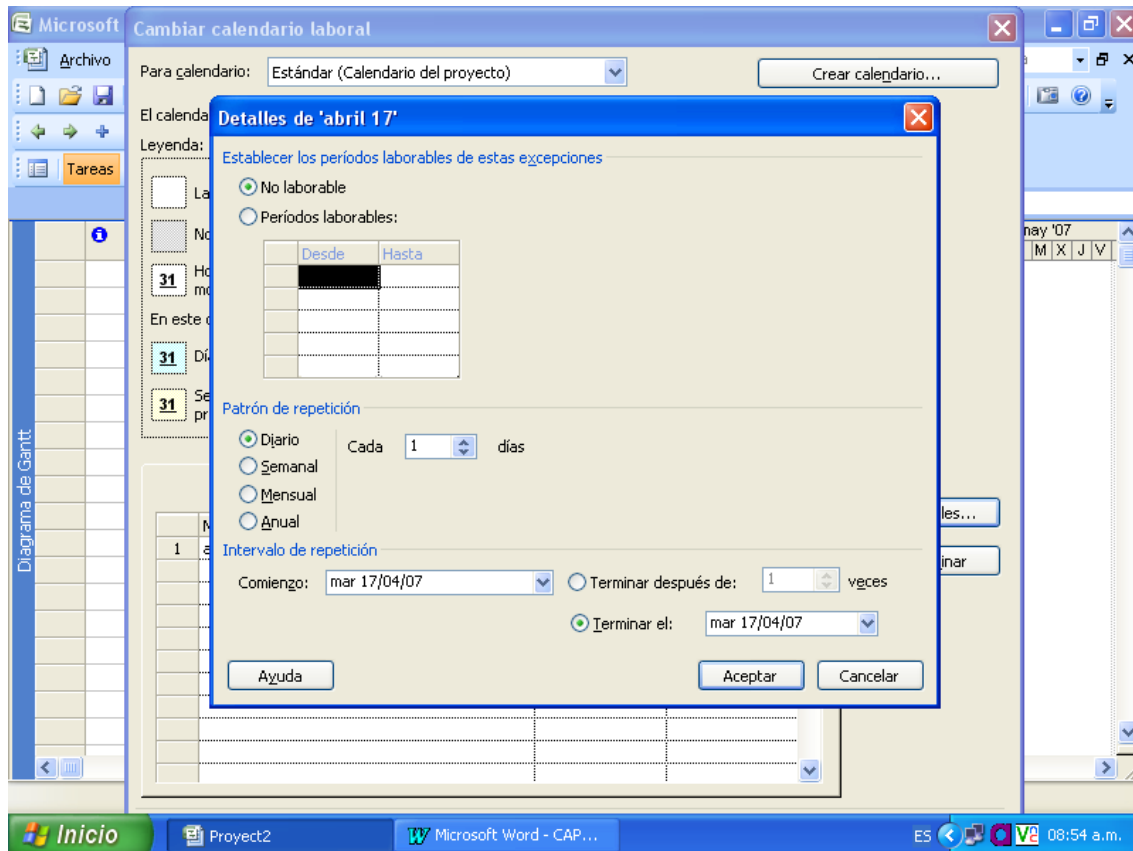 Microsoft
Cambiar calendario laboral
Archivo
Para calendario: Estándar (Calendario del proyecto)
Crear calendario...
El calenda
Leyenda:
Tareas
La
No
31 Ho
mo
En este
31 Día
31 Se
pr
Detalles de 'abril 17'
Establecer los períodos laborables de estas excepciones
No laborable
Períodos laborables:
Desde Hasta
Patrón de repetición
Diario
Semanal
Mensual
Anual
Cada 1 días
Intervalo de repetición
Comienzo: mar 17/04/07
Terminar después de: 1 veces
Terminar el: mar 17/04/07
Ayuda
Aceptar
Cancelar
may '07
M X J V
Diagrama de Gantt
1 a
les...
inar
Inicio
Proyect2
Microsoft Word - CAP...
ES
08:54 a.m.